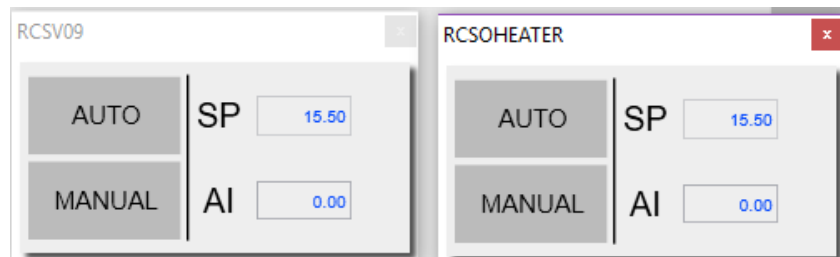 RCSV09 x
AUTO SP 15.50
MANUAL AI 0.00
RCSOHEATER x
AUTO SP 15.50
MANUAL AI 0.00